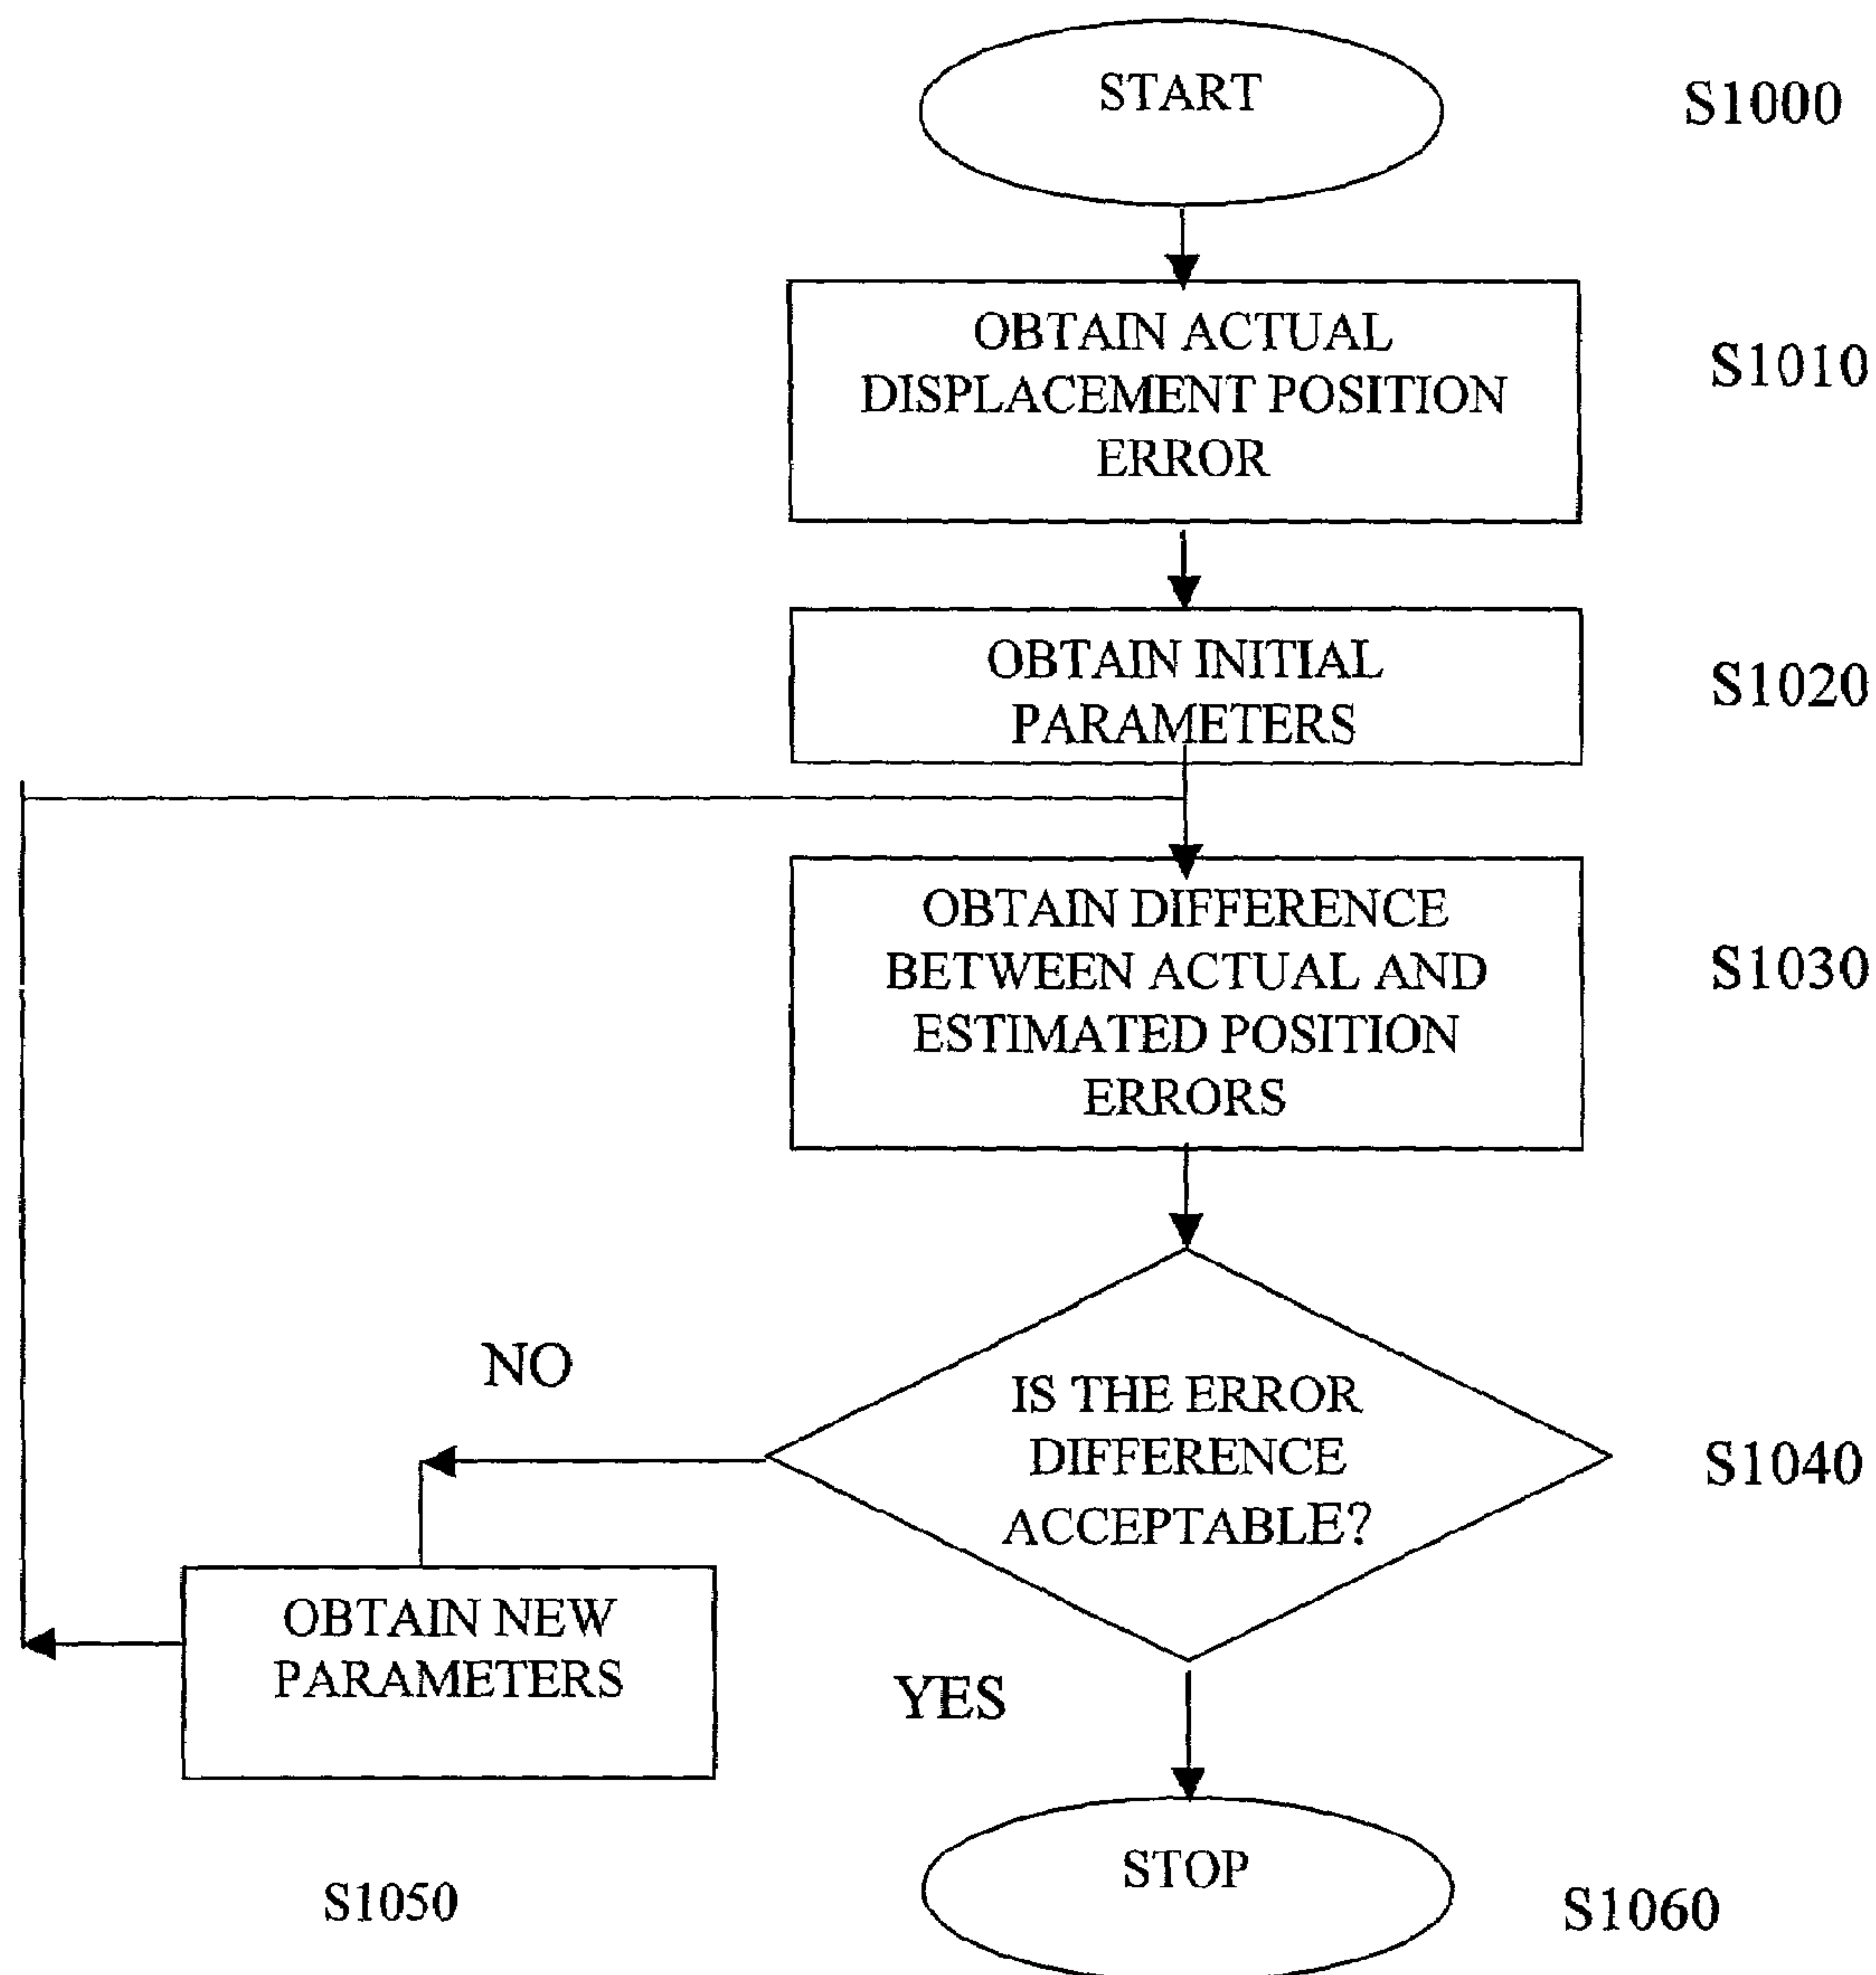 START
S1000
OBTAIN ACTUAL
DISPLACEMENT POSITION
ERROR
S1010
OBTAIN INITIAL
PARAMETERS
S1020
OBTAIN DIFFERENCE
BETWEEN ACTUAL AND
ESTIMATED POSITION
ERRORS
S1030
IS THE ERROR
DIFFERENCE
ACCEPTABLE?
S1040
NO
OBTAIN NEW
PARAMETERS
S1050
YES
STOP
S1060